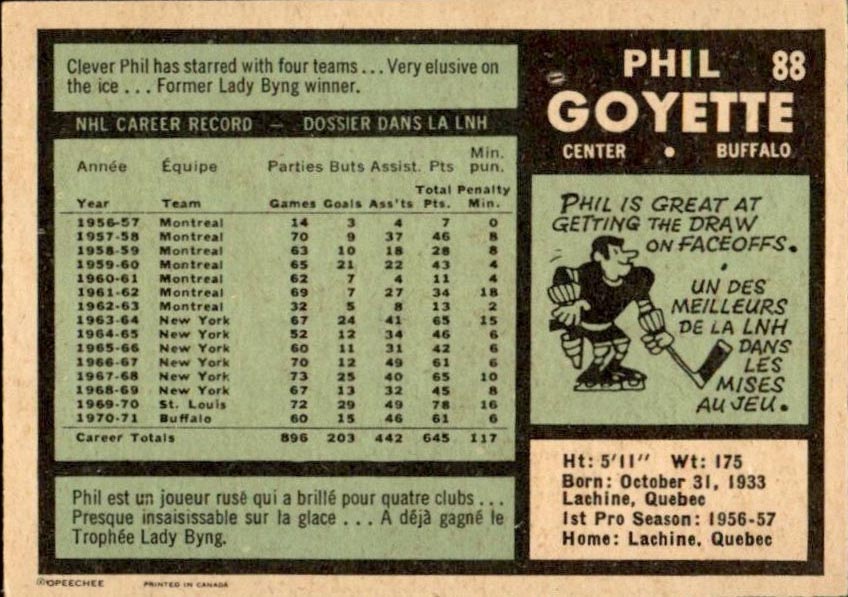 Clever Phil has starred with four teams . . . Very elusive on
the ice . . . Former Lady Byng winner.
NHL CAREER RECORD — DOSSIER DANS LA LNH
Année Équipe Parties Buts Assist. Pts Min. pun.
Year Team Games Goals Ass'ts Total Pts. Penalty Min.
1956-57 Montreal 14 3 4 7 0
1957-58 Montreal 70 9 37 46 8
1958-59 Montreal 63 10 18 28 8
1959-60 Montreal 65 21 22 43 4
1960-61 Montreal 62 7 4 11 4
1961-62 Montreal 69 7 27 34 18
1962-63 Montreal 32 5 8 13 2
1963-64 New York 67 24 41 65 15
1964-65 New York 52 12 34 46 6
1965-66 New York 60 11 31 42 6
1966-67 New York 70 12 49 61 6
1967-68 New York 73 25 40 65 10
1968-69 New York 67 13 32 45 8
1969-70 St. Louis 72 29 49 78 16
1970-71 Buffalo 60 15 46 61 6
Career Totals 896 203 442 645 117
Phil est un joueur rusé qui a brillé pour quatre clubs . . .
Presque insaisissable sur la glace . . . A déjà gagné le
Trophée Lady Byng.
PHIL 88
GOYETTE
CENTER • BUFFALO
PHIL IS GREAT AT
GETTING THE DRAW
ON FACEOFFS.
UN DES
MEILLEURS
DE LA LNH
DANS
LES
MISES
AU JEU.
Ht: 5'11" Wt: 175
Born: October 31, 1933
Lachine, Quebec
1st Pro Season: 1956-57
Home: Lachine, Quebec
©OPEECHEE PRINTED IN CANADA